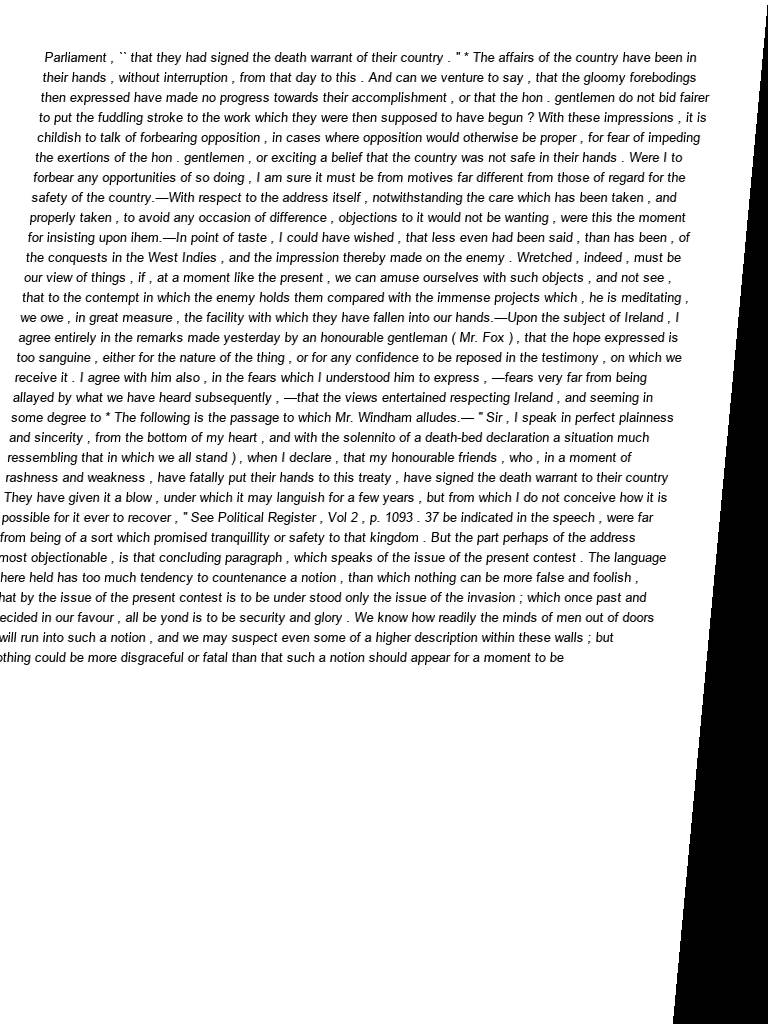 Parliament , `` that they had signed the death warrant of their country . " * The affairs of the country have been in
their hands , without interruption , from that day to this . And can we venture to say , that the gloomy forebodings
then expressed have made no progress towards their accomplishment , or that the hon . gentlemen do not bid fairer
to put the fuddling stroke to the work which they were then supposed to have begun ? With these impressions , it is
childish to talk of forbearing opposition , in cases where opposition would otherwise be proper , for fear of impeding
the exertions of the hon . gentlemen , or exciting a belief that the country was not safe in their hands . Were I to
forbear any opportunities of so doing , I am sure it must be from motives far different from those of regard for the
safety of the country.—With respect to the address itself , notwithstanding the care which has been taken , and
properly taken , to avoid any occasion of difference , objections to it would not be wanting , were this the moment
for insisting upon ihem.—In point of taste , I could have wished , that less even had been said , than has been , of
the conquests in the West Indies , and the impression thereby made on the enemy . Wretched , indeed , must be
our view of things , if , at a moment like the present , we can amuse ourselves with such objects , and not see ,
that to the contempt in which the enemy holds them compared with the immense projects which , he is meditating ,
we owe , in great measure , the facility with which they have fallen into our hands.—Upon the subject of Ireland , I
agree entirely in the remarks made yesterday by an honourable gentleman ( Mr. Fox ) , that the hope expressed is
too sanguine , either for the nature of the thing , or for any confidence to be reposed in the testimony , on which we
receive it . I agree with him also , in the fears which I understood him to express , —fears very far from being
allayed by what we have heard subsequently , —that the views entertained respecting Ireland , and seeming in
some degree to * The following is the passage to which Mr. Windham alludes.— " Sir , I speak in perfect plainness
and sincerity , from the bottom of my heart , and with the solennito of a death-bed declaration a situation much
ressembling that in which we all stand ) , when I declare , that my honourable friends , who , in a moment of
rashness and weakness , have fatally put their hands to this treaty , have signed the death warrant to their country
They have given it a blow , under which it may languish for a few years , but from which I do not conceive how it is
possible for it ever to recover , " See Political Register , Vol 2 , p. 1093 . 37 be indicated in the speech , were far
from being of a sort which promised tranquillity or safety to that kingdom . But the part perhaps of the address
most objectionable , is that concluding paragraph , which speaks of the issue of the present contest . The language
there held has too much tendency to countenance a notion , than which nothing can be more false and foolish ,
hat by the issue of the present contest is to be under stood only the issue of the invasion ; which once past and
ecided in our favour , all be yond is to be security and glory . We know how readily the minds of men out of doors
will run into such a notion , and we may suspect even some of a higher description within these walls ; but
othing could be more disgraceful or fatal than that such a notion should appear for a moment to be